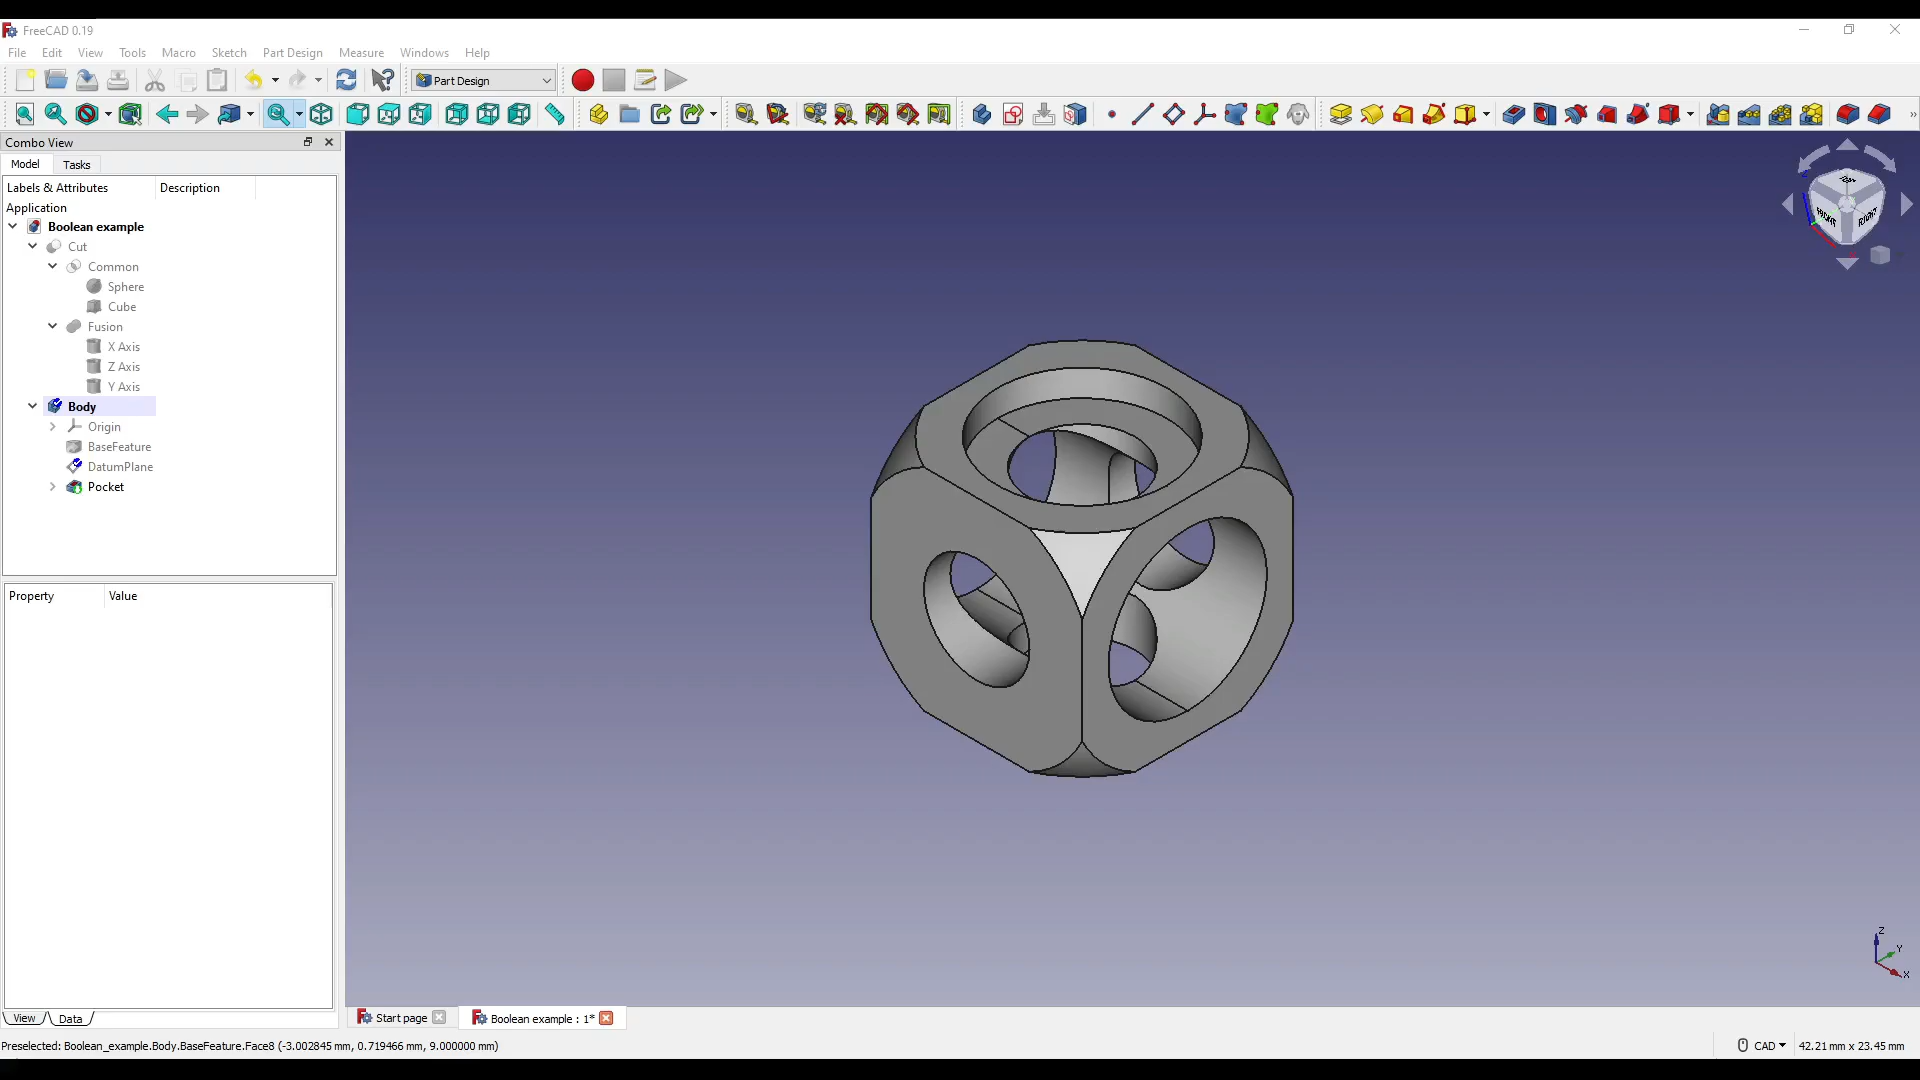 FreeCAD 0.19
File Edit View Tools Macro Sketch Part Design Measure Windows Help
Part Design
Combo View
Model Tasks
Labels & Attributes Description
Application
Boolean example
Cut
Common
Sphere
Cube
Fusion
X Axis
Z Axis
Y Axis
Body
Origin
BaseFeature
DatumPlane
Pocket
Property Value
TOP
FRONT RIGHT
Z
Y
X
View Data
Start page Boolean example : 1*
Preselected: Boolean_example.Body.BaseFeature.Face8 (-3.002845 mm, 0.719466 mm, 9.000000 mm) CAD 42.21 mm x 23.45 mm